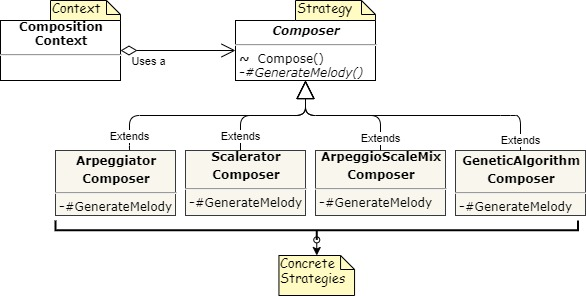 Context
Composition
Context
Uses a
Strategy
Composer
~ Compose()
-#GenerateMelody()
Extends
Extends
Extends
Extends
Arpeggiator
Composer
-#GenerateMelody
Scalerator
Composer
-#GenerateMelody
ArpeggioScaleMix
Composer
-#GenerateMelody
GeneticAlgorithm
Composer
-#GenerateMelody
Concrete
Strategies